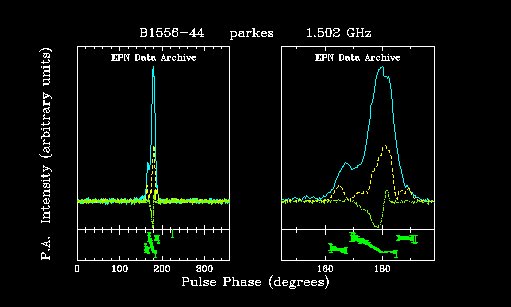 B1556-44 parkes 1.502 GHz
EPN Data Archive EPN Data Archive
P.A. Intensity (arbitrary units)
0 100 200 300 160 180
Pulse Phase (degrees)